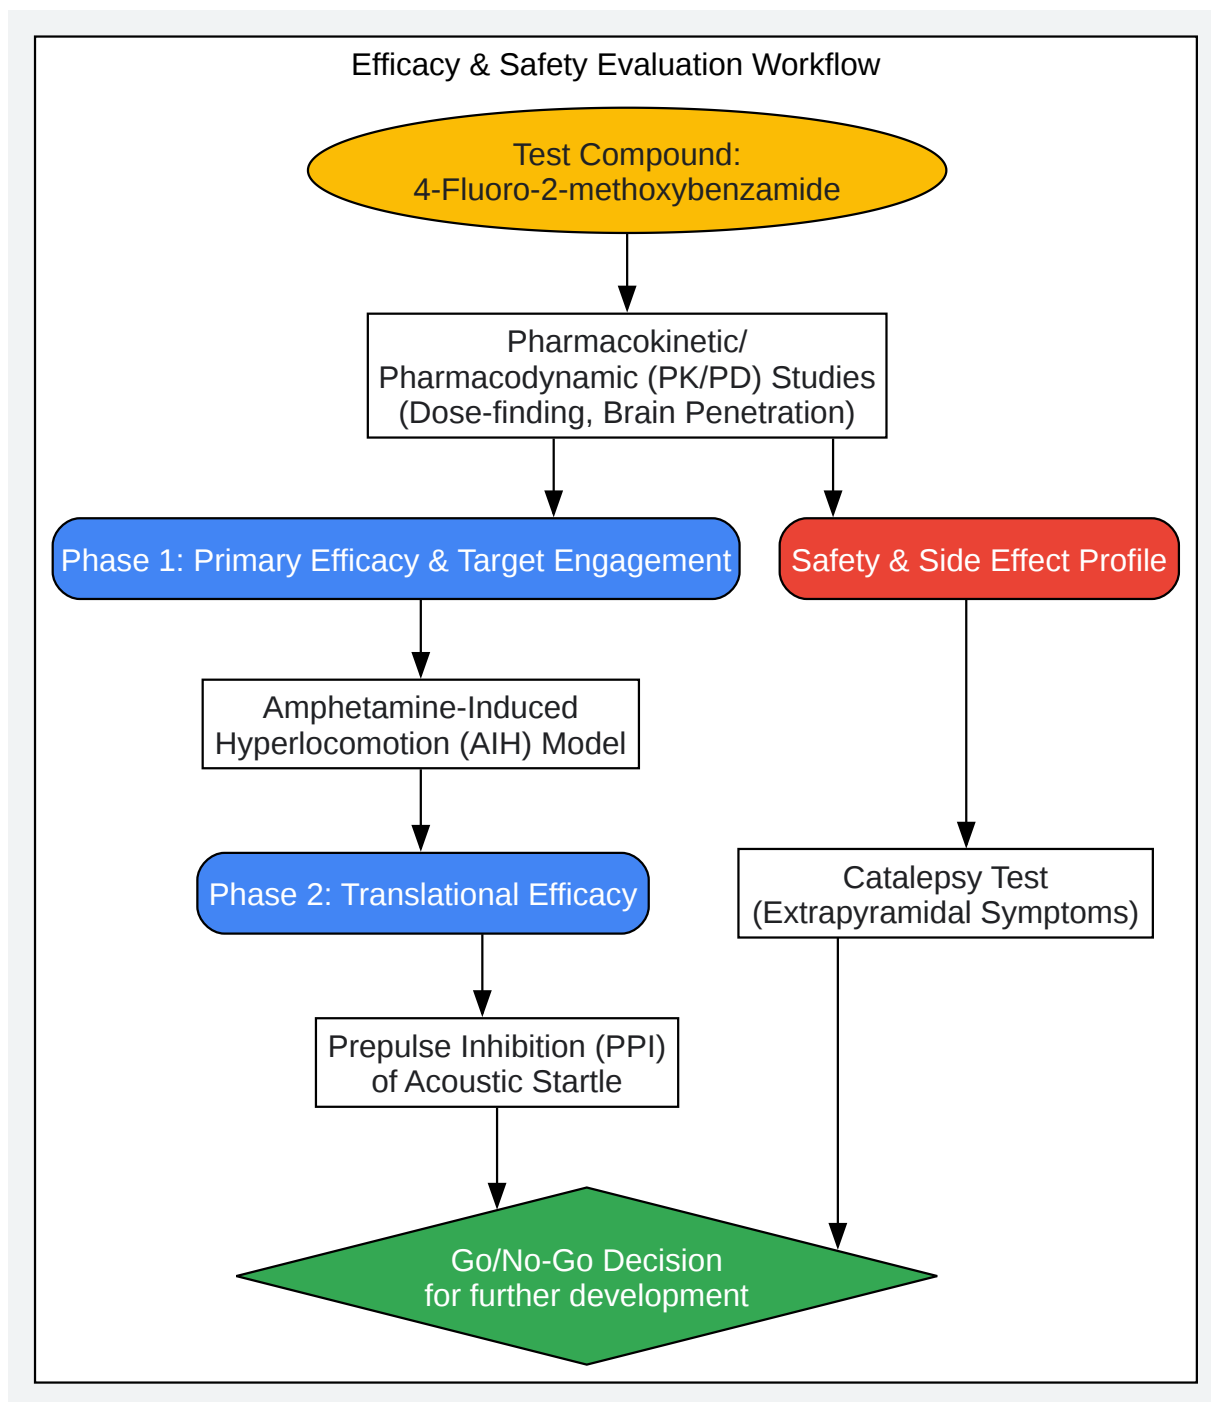 Efficacy & Safety Evaluation Workflow
Test Compound:
4-Fluoro-2-methoxybenzamide
Pharmacokinetic/
Pharmacodynamic (PK/PD) Studies
(Dose-finding, Brain Penetration)
Phase 1: Primary Efficacy & Target Engagement
Safety & Side Effect Profile
Amphetamine-Induced
Hyperlocomotion (AIH) Model
Phase 2: Translational Efficacy
Catalepsy Test
(Extrapyramidal Symptoms)
Prepulse Inhibition (PPI)
of Acoustic Startle
Go/No-Go Decision
for further development